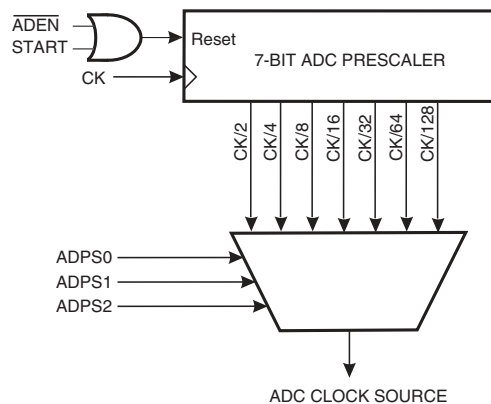 ADEN
START
Reset
7-BIT ADC PRESCALER
CK
CK/2
CK/4
CK/8
CK/16
CK/32
CK/64
CK/128
ADPS0
ADPS1
ADPS2
ADC CLOCK SOURCE